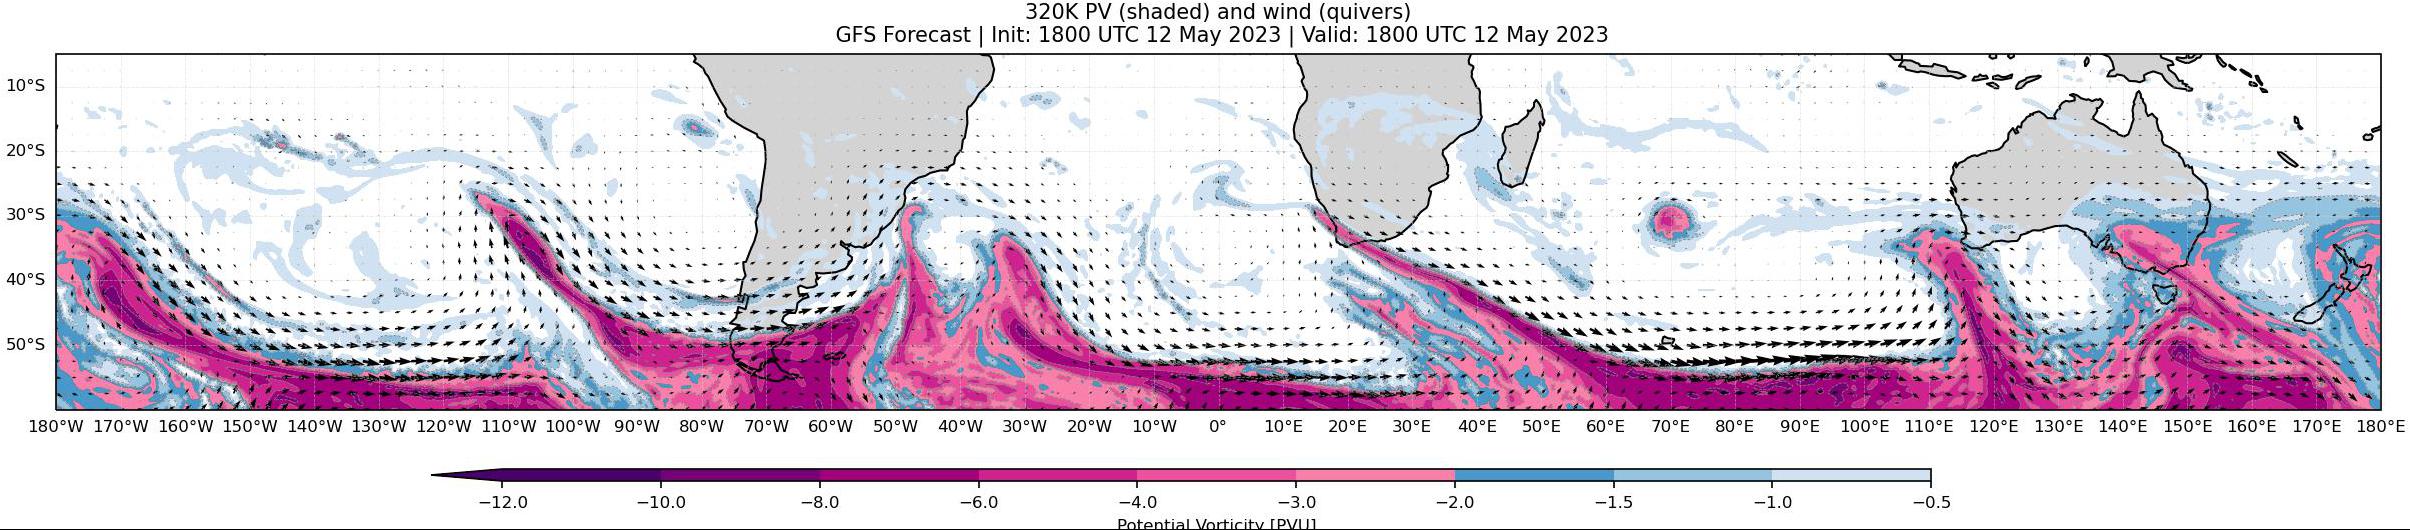 320K PV (shaded) and wind (quivers)
GFS Forecast | Init: 1800 UTC 12 May 2023 | Valid: 1800 UTC 12 May 2023
10°S
20°S
30°S
40°S
50°S
180°W 170°W 160°W 150°W 140°W 130°W 120°W 110°W 100°W 90°W 80°W 70°W 60°W 50°W 40°W 30°W 20°W 10°W 0° 10°E 20°E 30°E 40°E 50°E 60°E 70°E 80°E 90°E 100°E 110°E 120°E 130°E 140°E 150°E 160°E 170°E 180°E
−12.0 −10.0 −8.0 −6.0 −4.0 −3.0 −2.0 −1.5 −1.0 −0.5
Potential Vorticity [PVU]